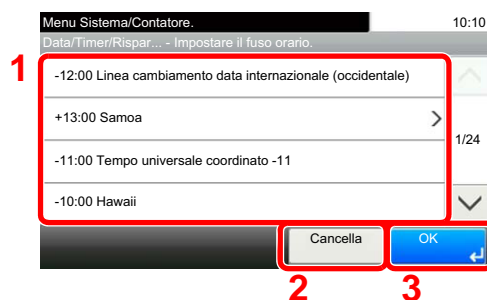 Menu Sistema/Contatore.
10:10
Data/Timer/Rispar... - Impostare il fuso orario.
1
-12:00 Linea cambiamento data internazionale (occidentale)
+13:00 Samoa
1/24
-11:00 Tempo universale coordinato -11
-10:00 Hawaii
Cancella
OK
2
3